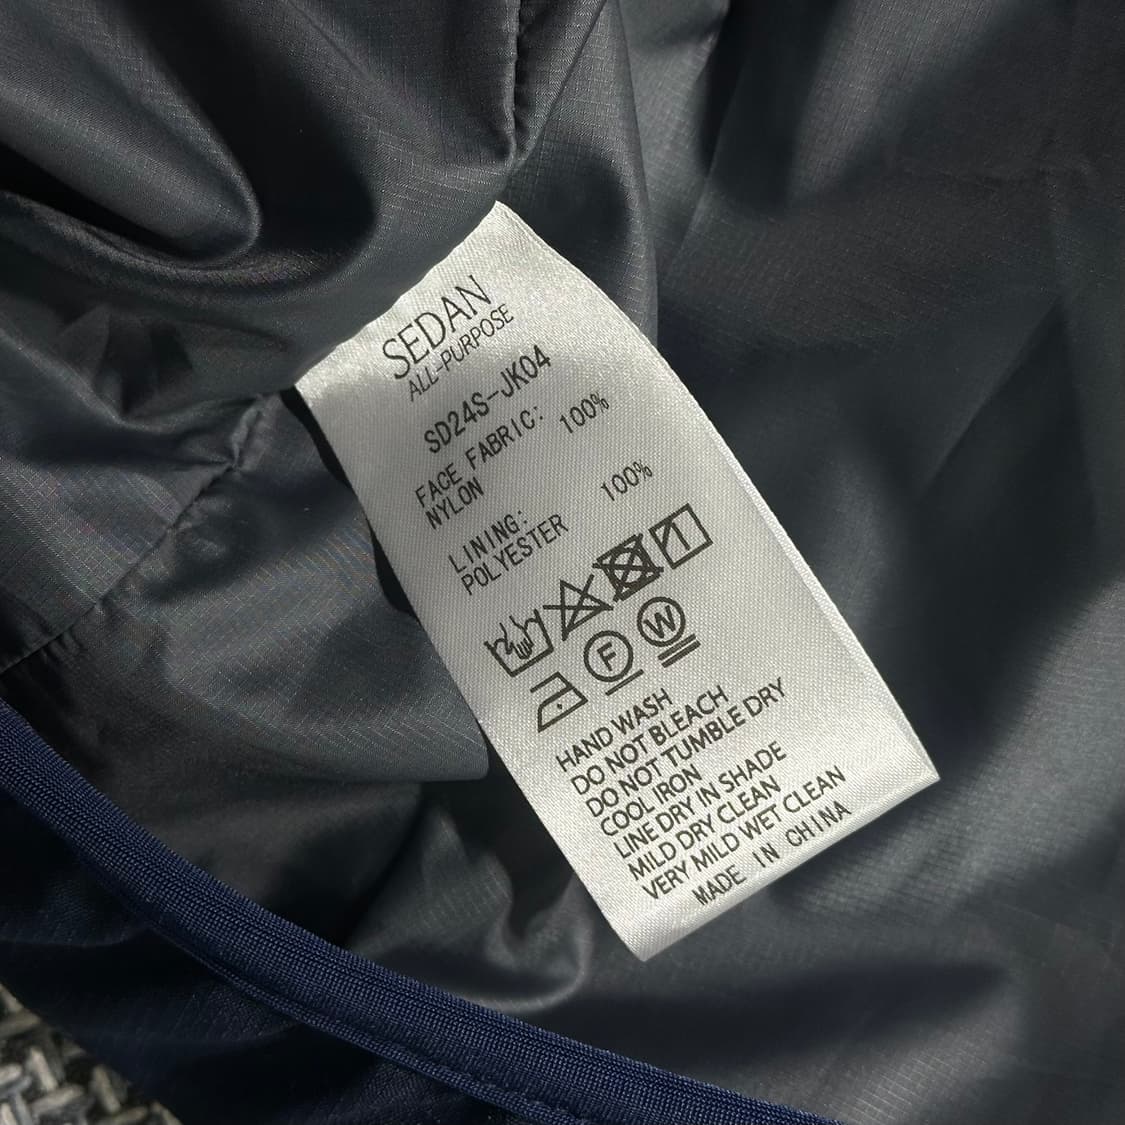 SEDAN
ALL-PURPOSE
SD24S-JK04
FACE FABRIC:
NYLON 100%
LINING:
POLYESTER 100%
F W
HAND WASH
DO NOT BLEACH
DO NOT TUMBLE DRY
COOL IRON
LINE DRY IN SHADE
MILD DRY CLEAN
VERY MILD WET CLEAN
MADE IN CHINA